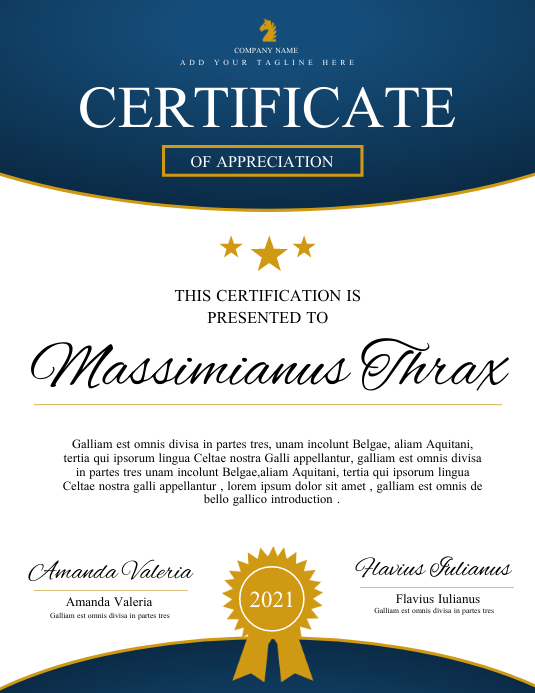 COMPANY NAME
ADD YOUR TAGLINE HERE
CERTIFICATE
OF APPRECIATION
THIS CERTIFICATION IS
PRESENTED TO
Massimianus Thrax
Galliam est omnis divisa in partes tres, unam incolunt Belgae, aliam Aquitani,
tertia qui ipsorum lingua Celtae nostra Galli appellantur, galliam est omnis divisa
in partes tres unam incolunt Belgae,aliam Aquitani, tertia qui ipsorum lingua
Celtae nostra galli appellantur , lorem ipsum dolor sit amet , galliam est omnis de
bello gallico introduction .
Amanda Valeria
Amanda Valeria
Galliam est omnis divisa in partes tres
2021
Flavius Iulianus
Flavius Iulianus
Galliam est omnis divisa in partes tres